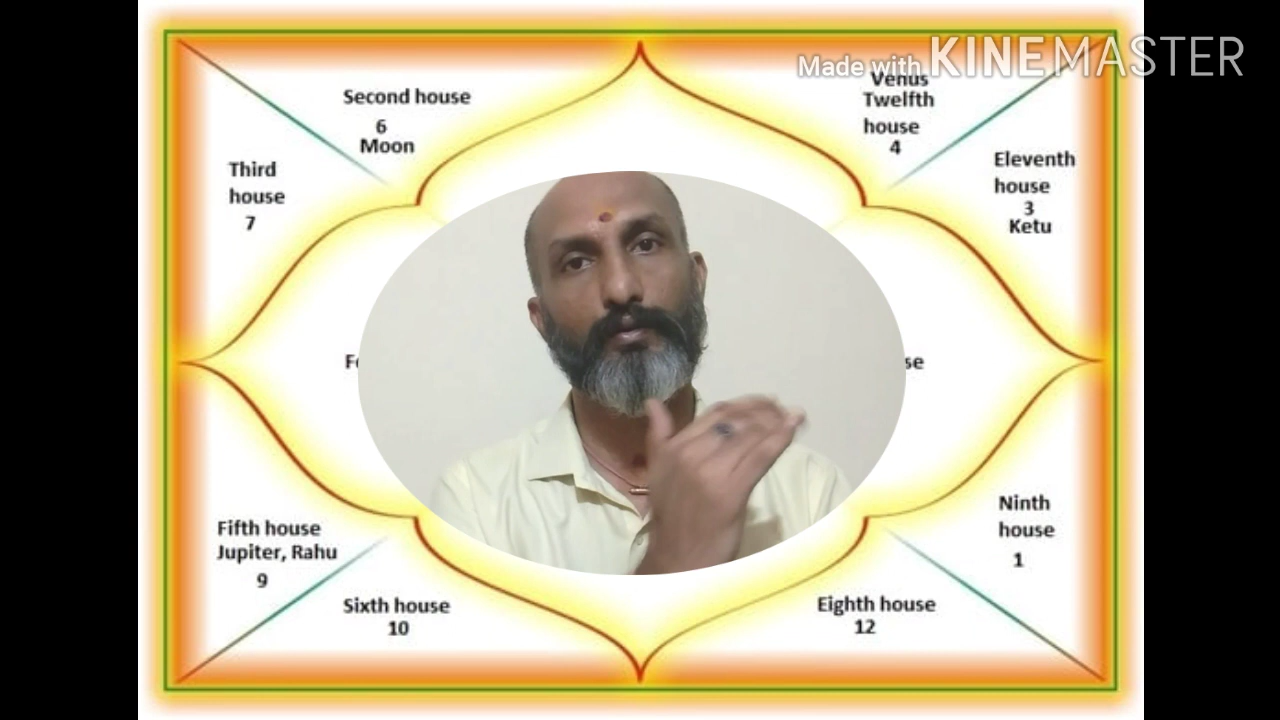 Made with KINEMASTER
Second house
6
Moon
Venus
Twelfth
house
4
Third
house
7
Eleventh
house
3
Ketu
Fifth house
Jupiter, Rahu
9
Sixth house
10
Eighth house
12
Ninth
house
1